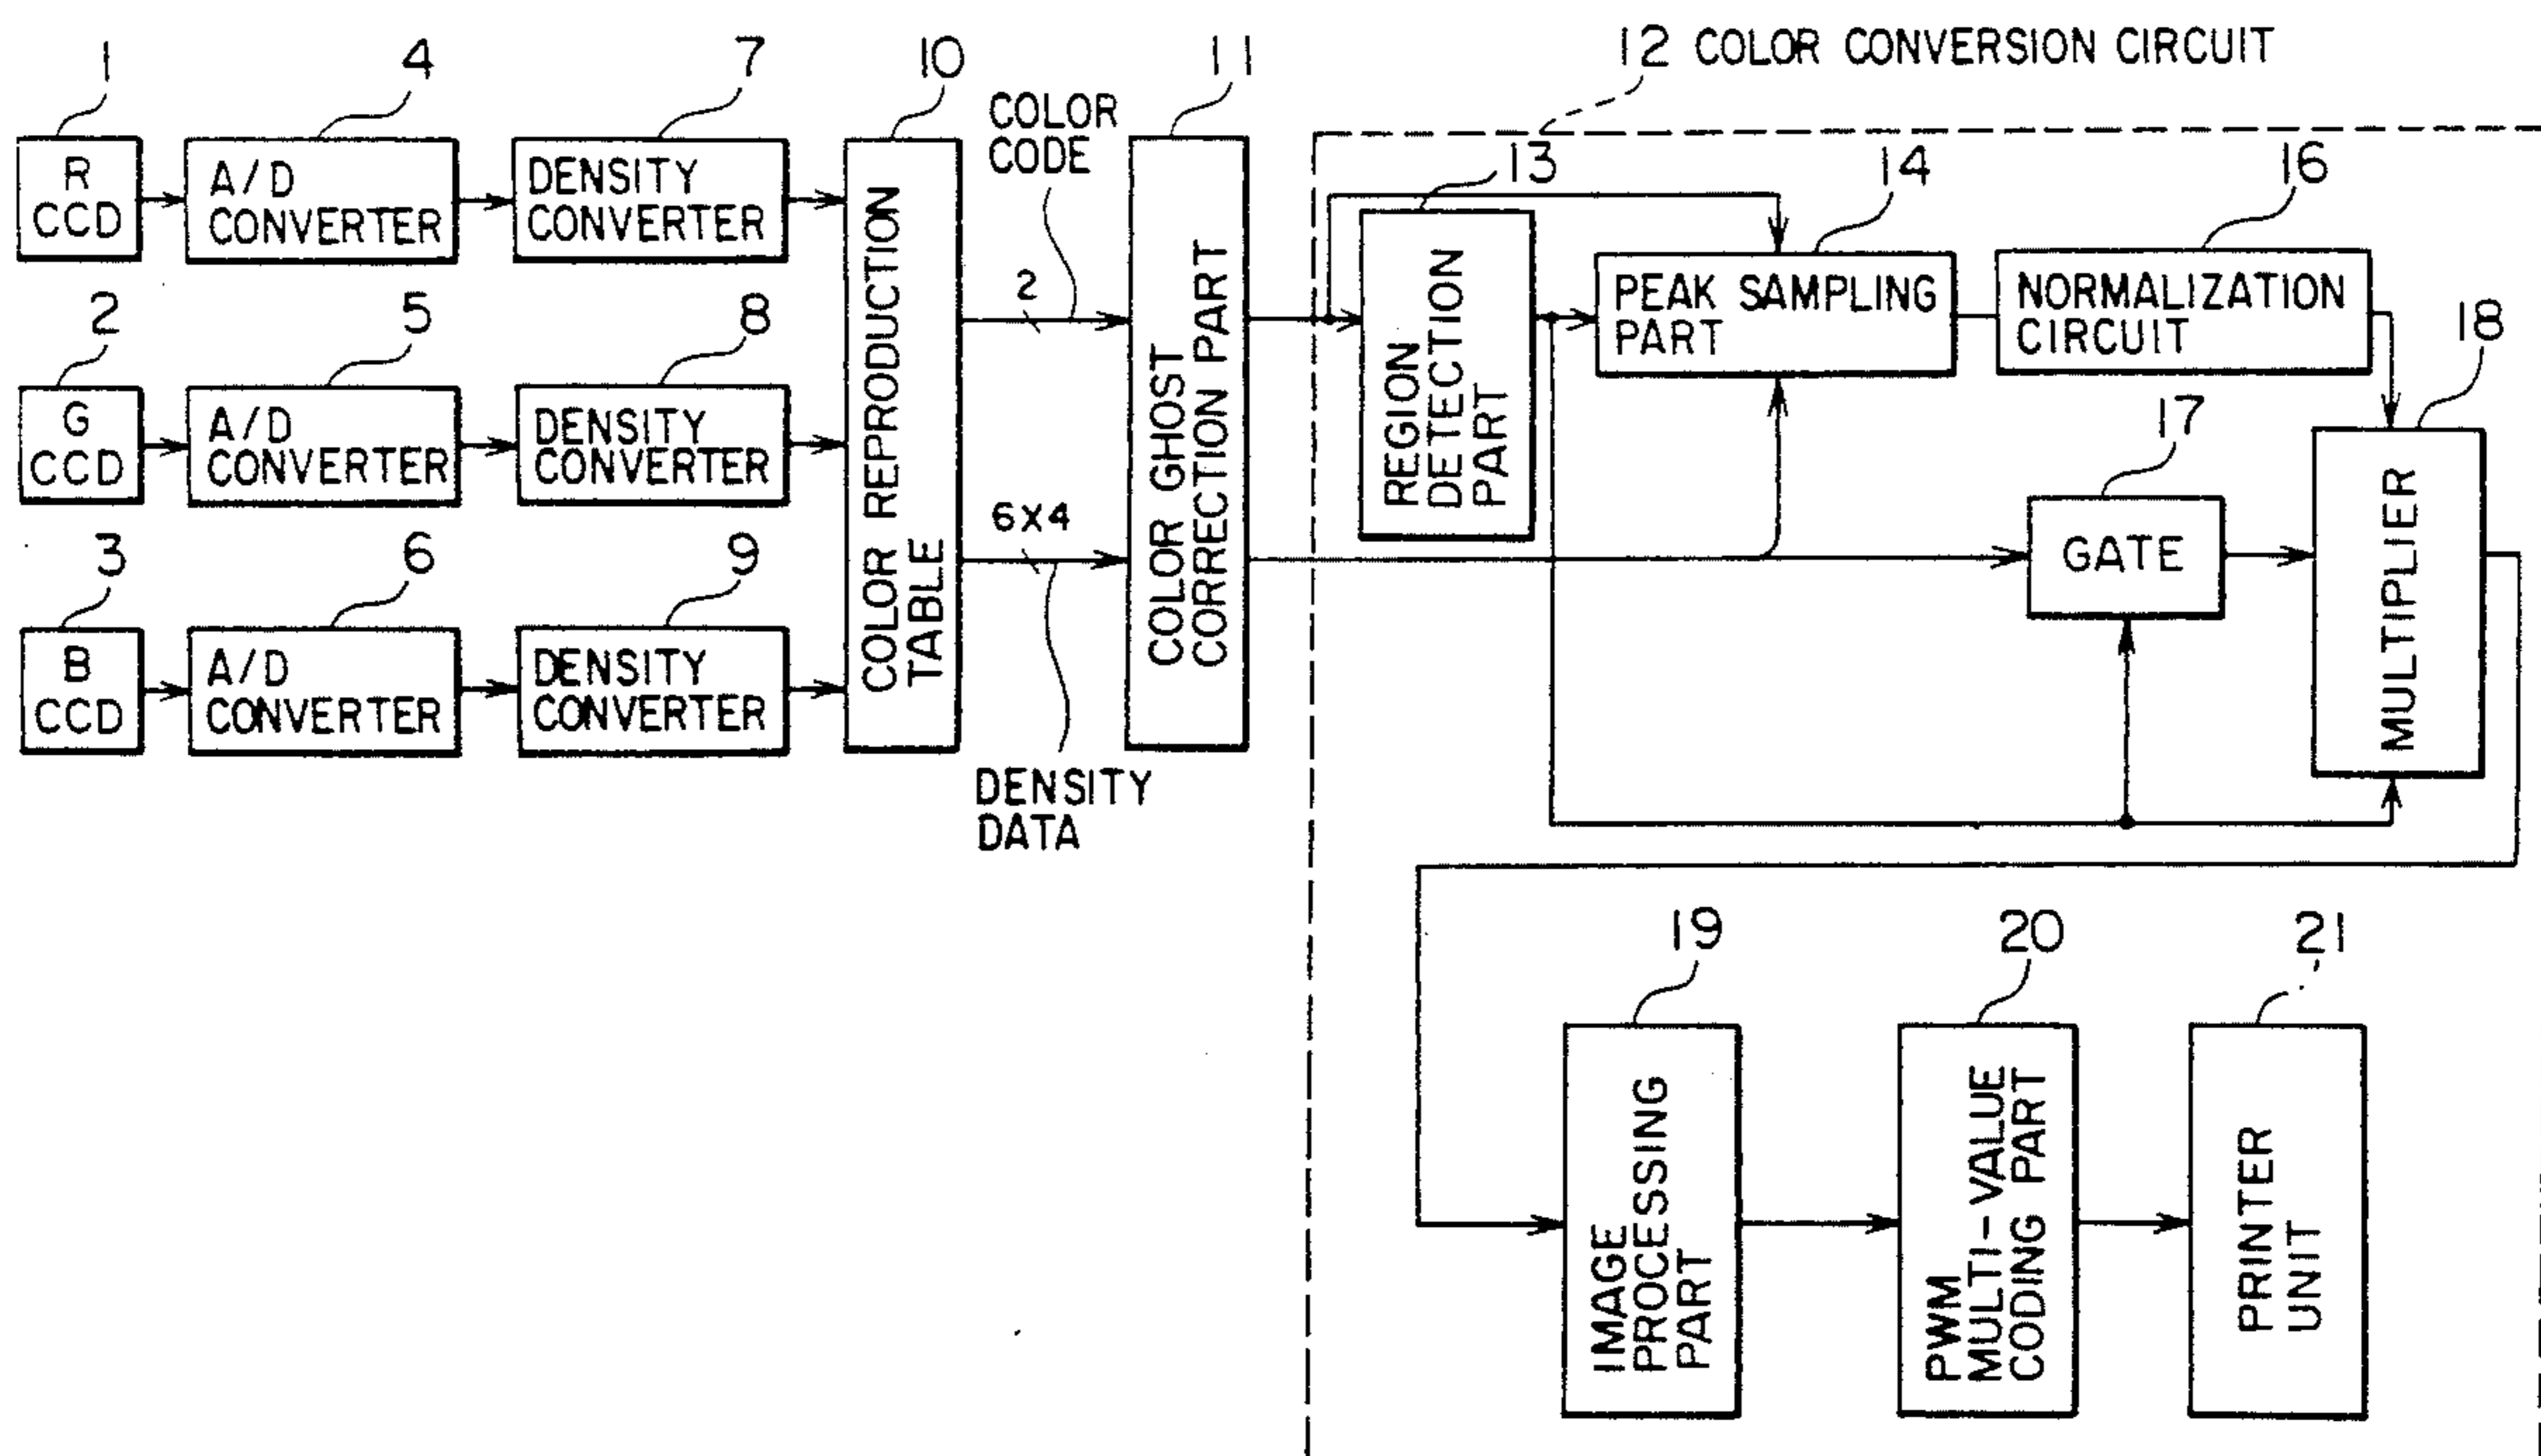 12 COLOR CONVERSION CIRCUIT
1
4
7
10
COLOR
CODE
11
R
CCD
A/D
CONVERTER
DENSITY
CONVERTER
2
5
8
G
CCD
A/D
CONVERTER
DENSITY
CONVERTER
3
6
9
B
CCD
A/D
CONVERTER
DENSITY
CONVERTER
COLOR REPRODUCTION
TABLE
2
6X4
DENSITY
DATA
COLOR GHOST
CORRECTION PART
13
14
16
REGION
DETECTION
PART
PEAK SAMPLING
PART
NORMALIZATION
CIRCUIT
17
18
GATE
MULTIPLIER
19
20
21
IMAGE
PROCESSING
PART
PWM
MULTI-VALUE
CODING PART
PRINTER
UNIT